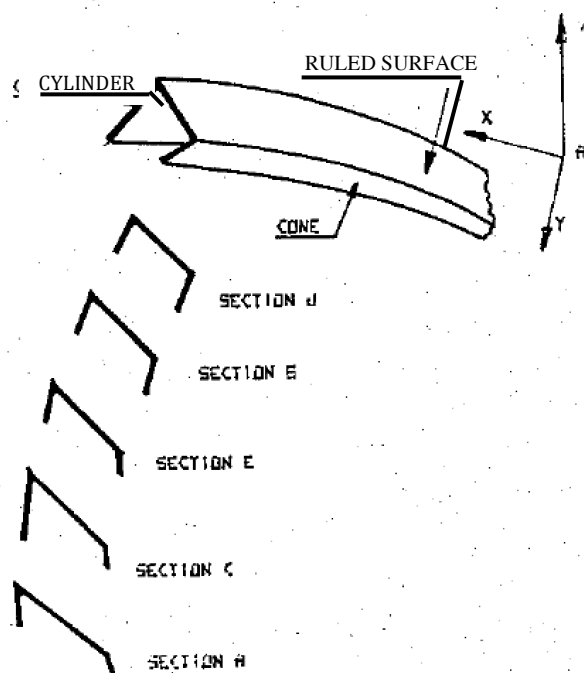 RULED SURFACE
CYLINDER
X
Y
CONE
SECTION J
SECTION G
SECTION E
SECTION C
SECTION A